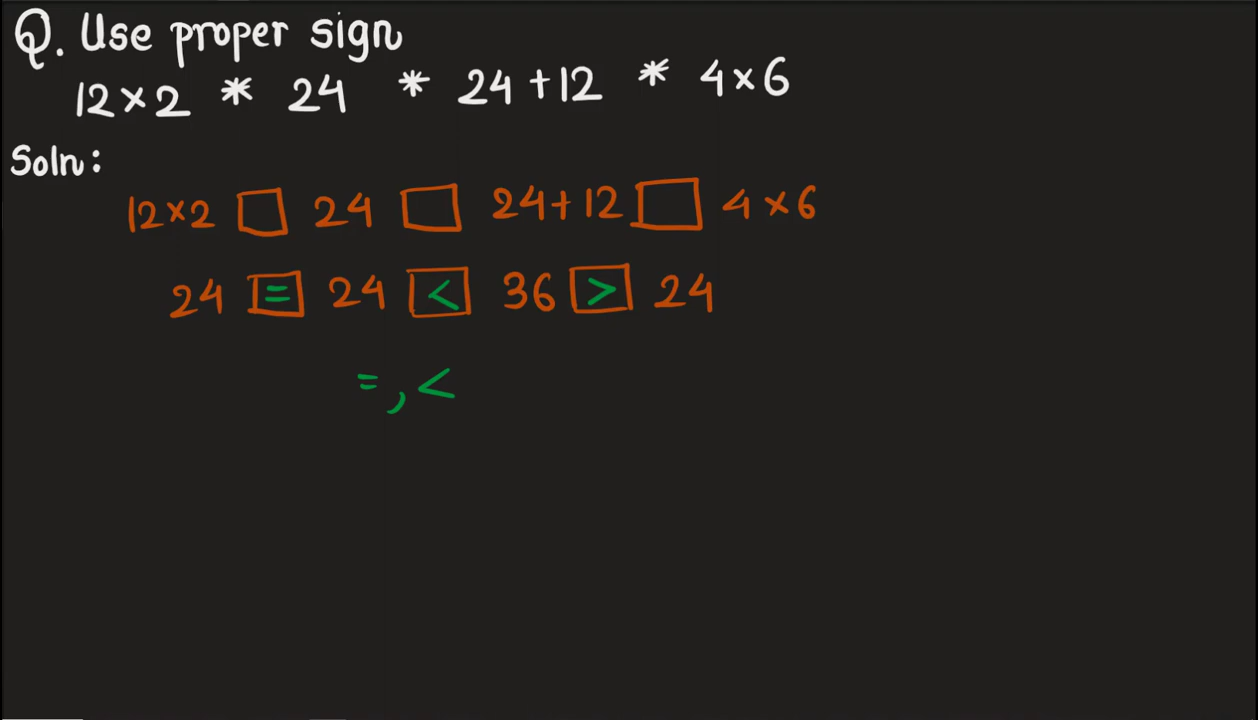 Q. Use proper sign
12×2 * 24 * 24+12 * 4×6
Soln:
12×2 □ 24 □ 24+12 □ 4×6
24 = 24 < 36 > 24
=, <